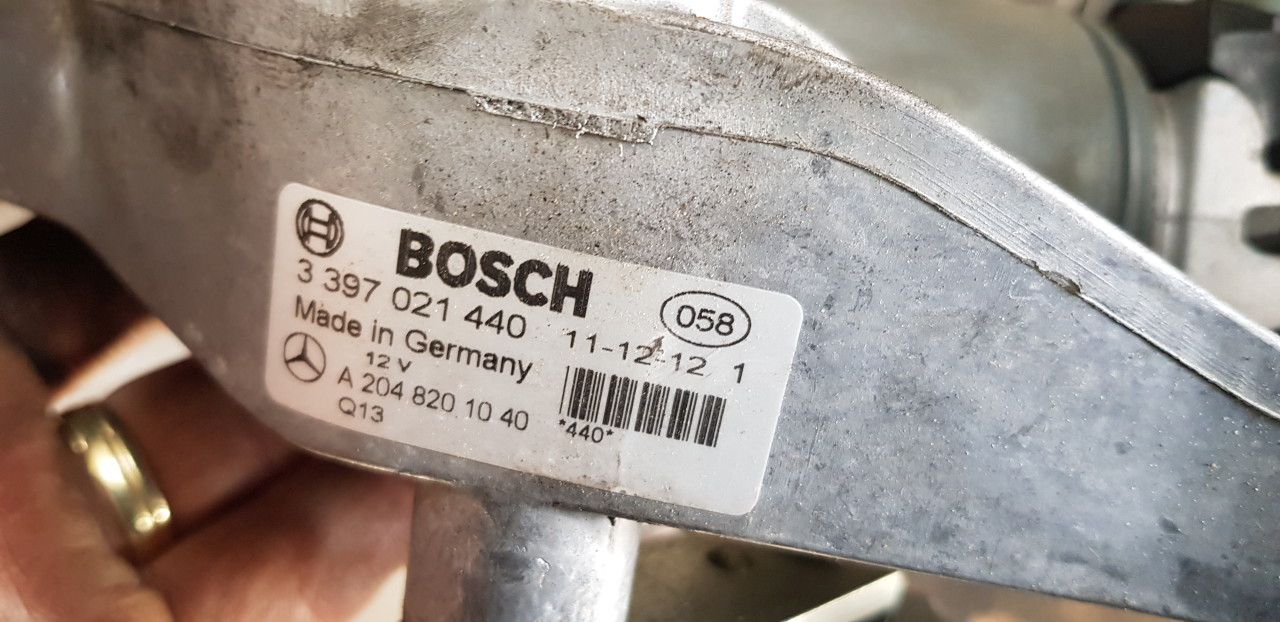 BOSCH
3 397 021 440
058
Made in Germany
11-12-12 1
12 V
A 204 820 10 40
Q13
*440*